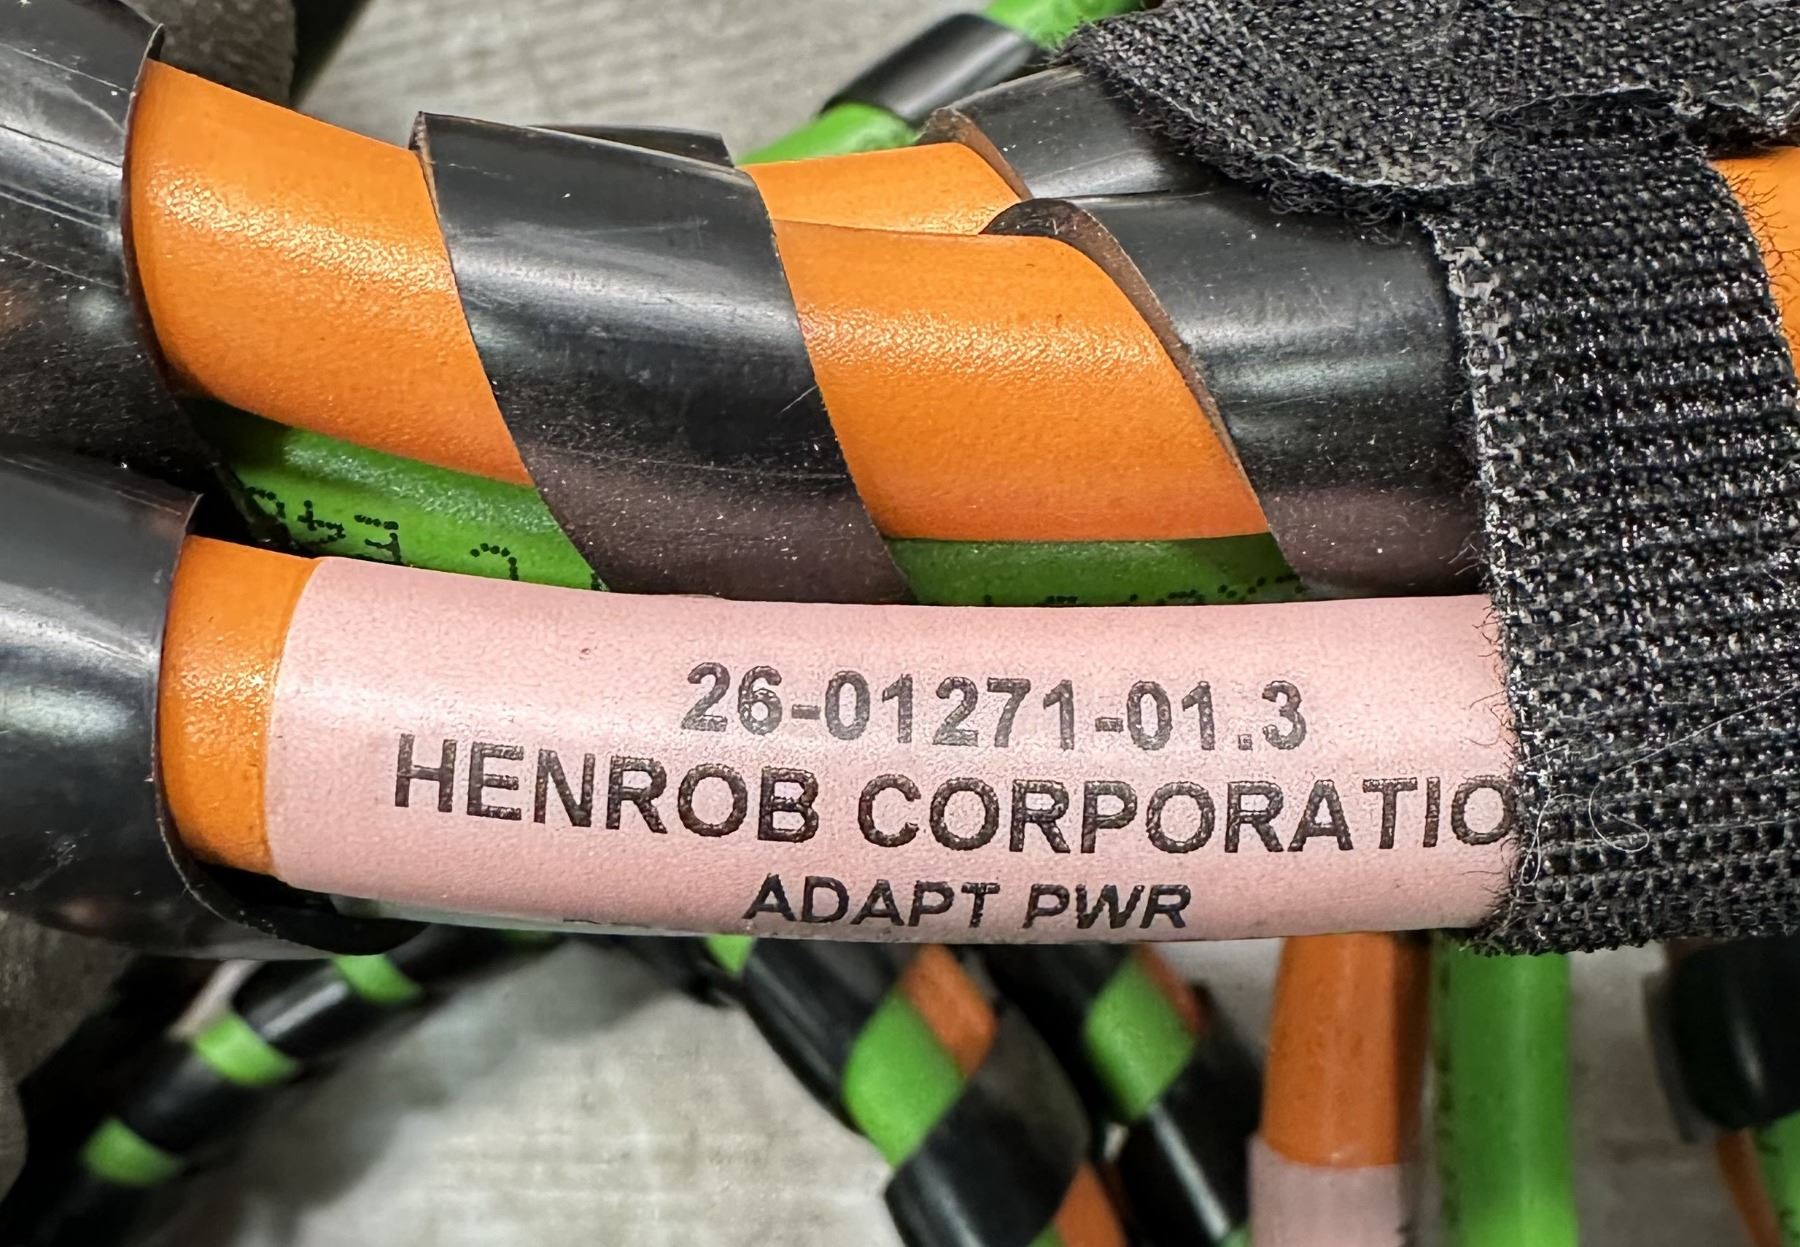 26-01271-01.3
HENROB CORPORATIO
ADAPT PWR